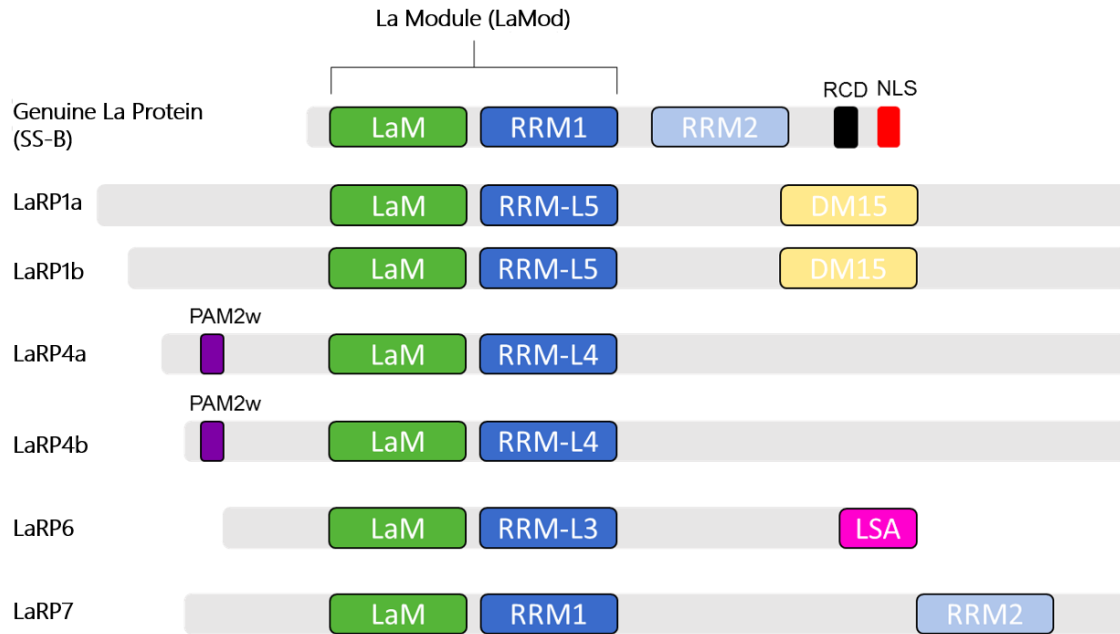 La Module (LaMod)
RCD NLS
Genuine La Protein
(SS-B)
LaM RRM1 RRM2
LaRP1a LaM RRM-L5 DM15
LaRP1b LaM RRM-L5 DM15
PAM2w
LaRP4a LaM RRM-L4
PAM2w
LaRP4b LaM RRM-L4
LaRP6 LaM RRM-L3 LSA
LaRP7 LaM RRM1 RRM2